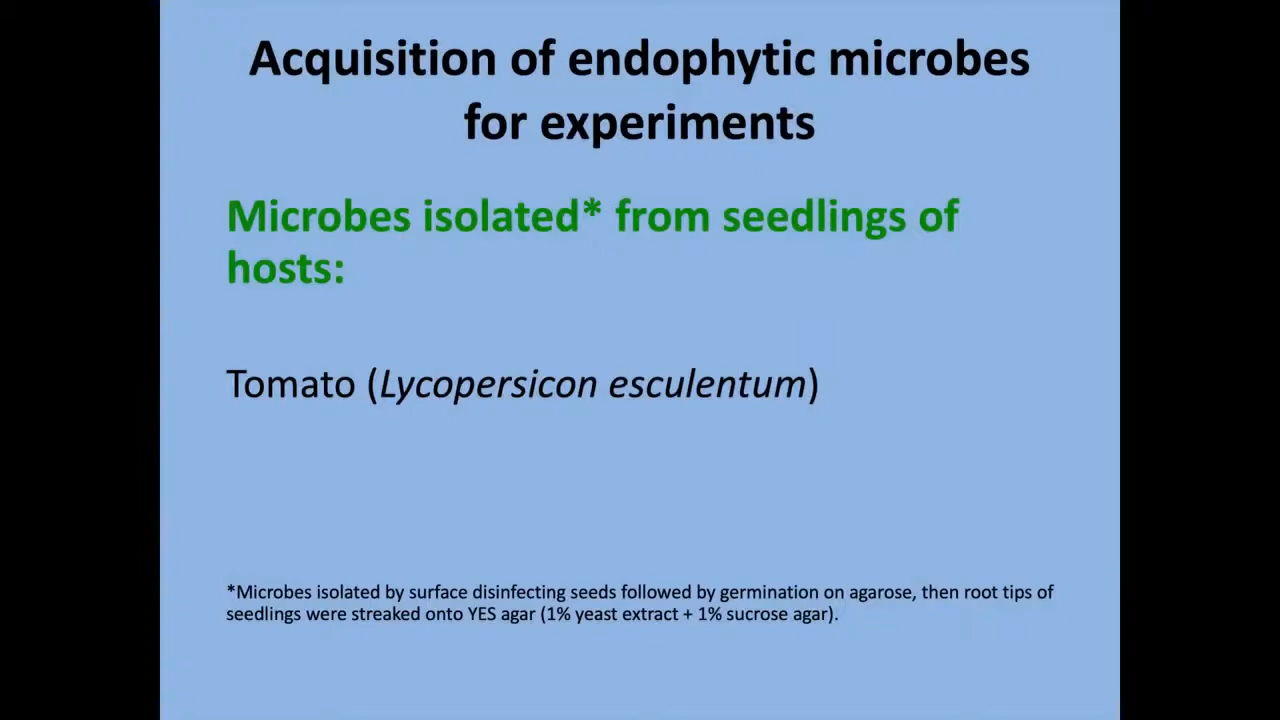 Acquisition of endophytic microbes
for experiments
Microbes isolated* from seedlings of
hosts:
Tomato (Lycopersicon esculentum)
*Microbes isolated by surface disinfecting seeds followed by germination on agarose, then root tips of
seedlings were streaked onto YES agar (1% yeast extract + 1% sucrose agar).